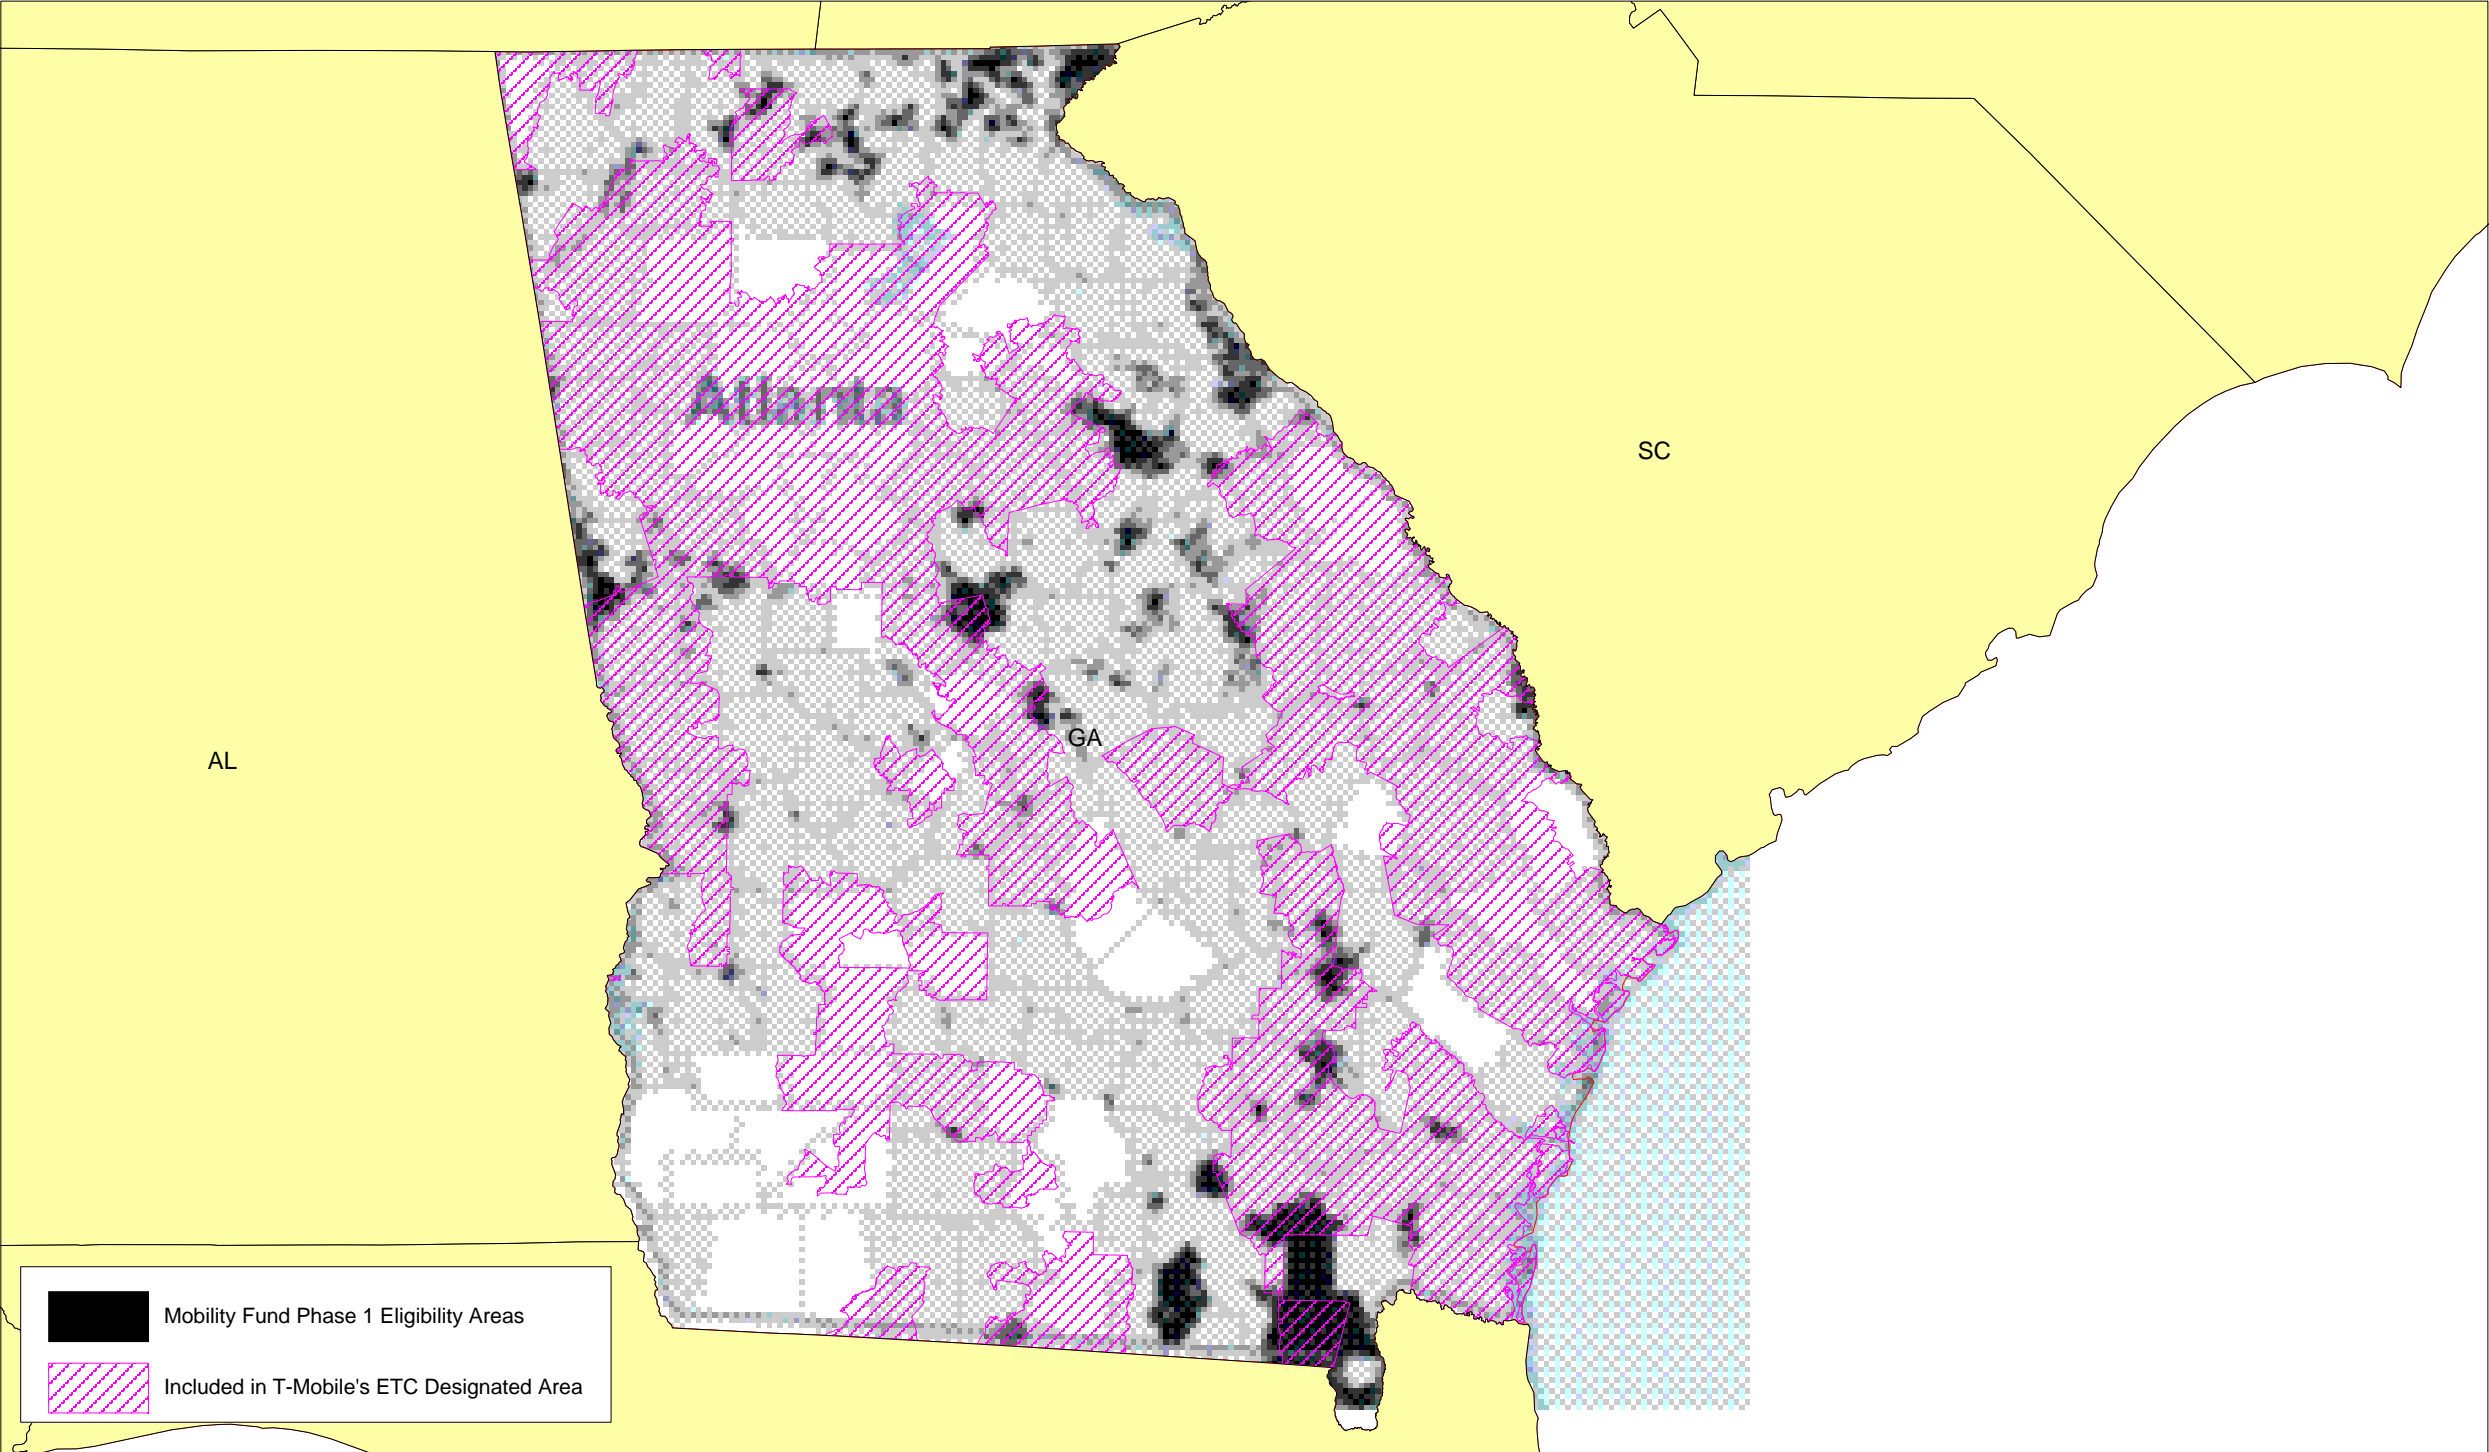 Atlanta
SC
GA
AL
Mobility Fund Phase 1 Eligibility Areas
Included in T-Mobile's ETC Designated Area